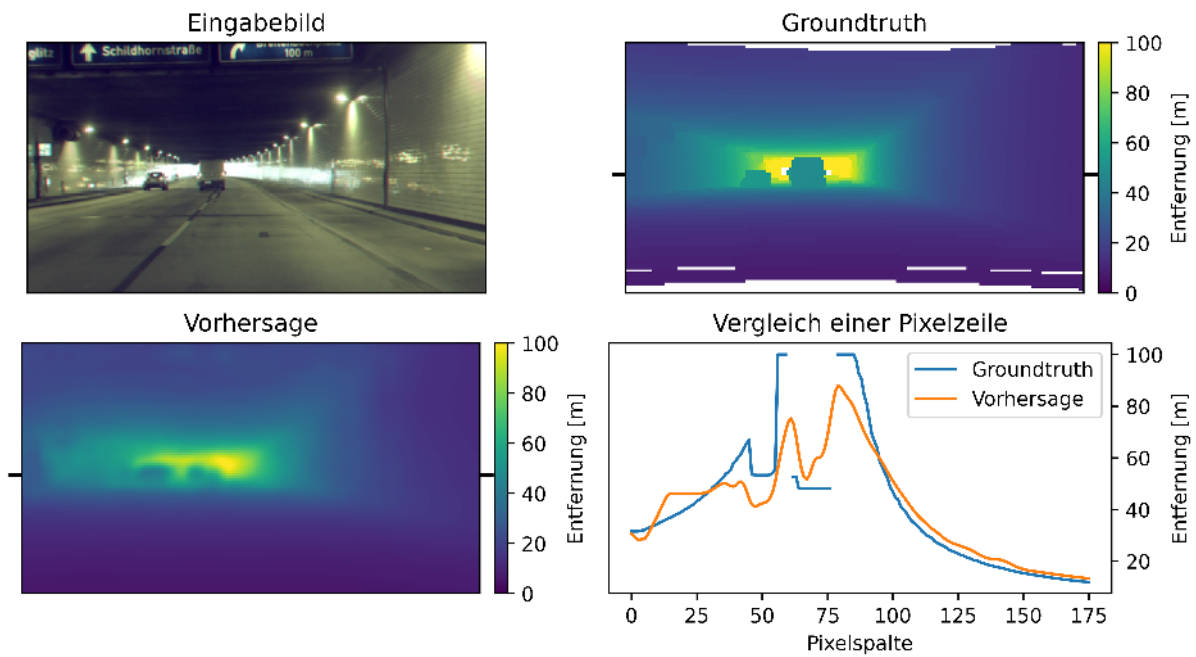 Eingabebild
glitz
Schildhornstraße
Breitenbachplatz
100 m
Groundtruth
100
80
60
40
20
0
Entfernung [m]
Vorhersage
100
80
60
40
20
0
Entfernung [m]
Vergleich einer Pixelzeile
Groundtruth
Vorhersage
100
80
60
40
20
Entfernung [m]
0 25 50 75 100 125 150 175
Pixelspalte